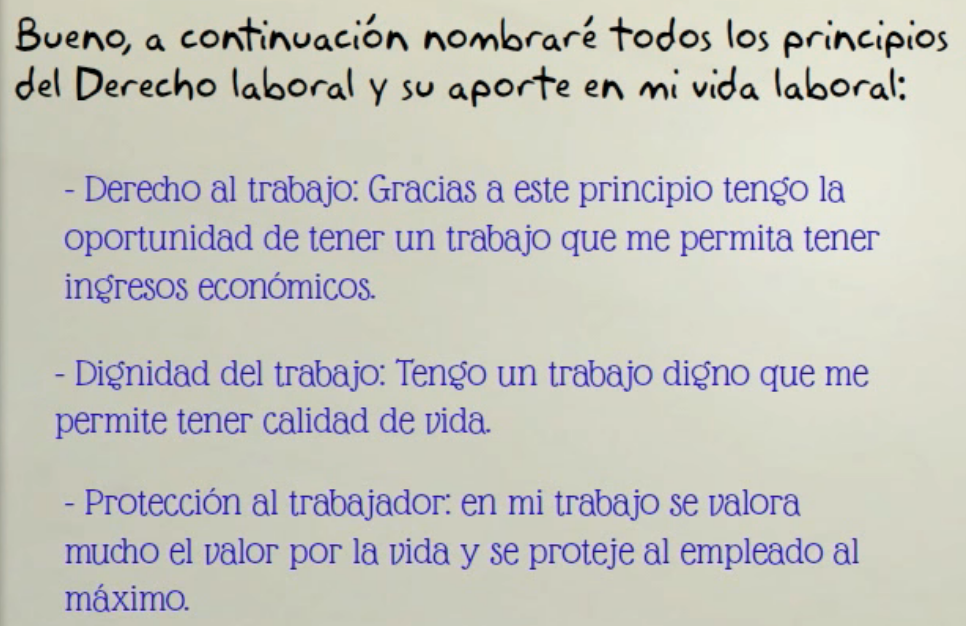 Bueno, a continuación nombraré todos los principios
del Derecho laboral y su aporte en mi vida laboral:
- Derecho al trabajo: Gracias a este principio tengo la
oportunidad de tener un trabajo que me permita tener
ingresos económicos.
- Dignidad del trabajo: Tengo un trabajo digno que me
permite tener calidad de vida.
- Protección al trabajador: en mi trabajo se valora
mucho el valor por la vida y se proteje al empleado al
máximo.